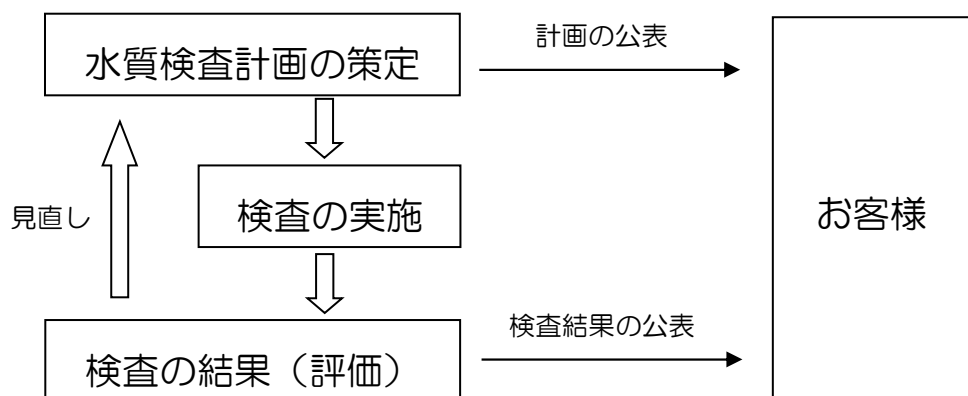 水質検査計画の策定
計画の公表
検査の実施
見直し
お客様
検査結果の公表
検査の結果（評価）